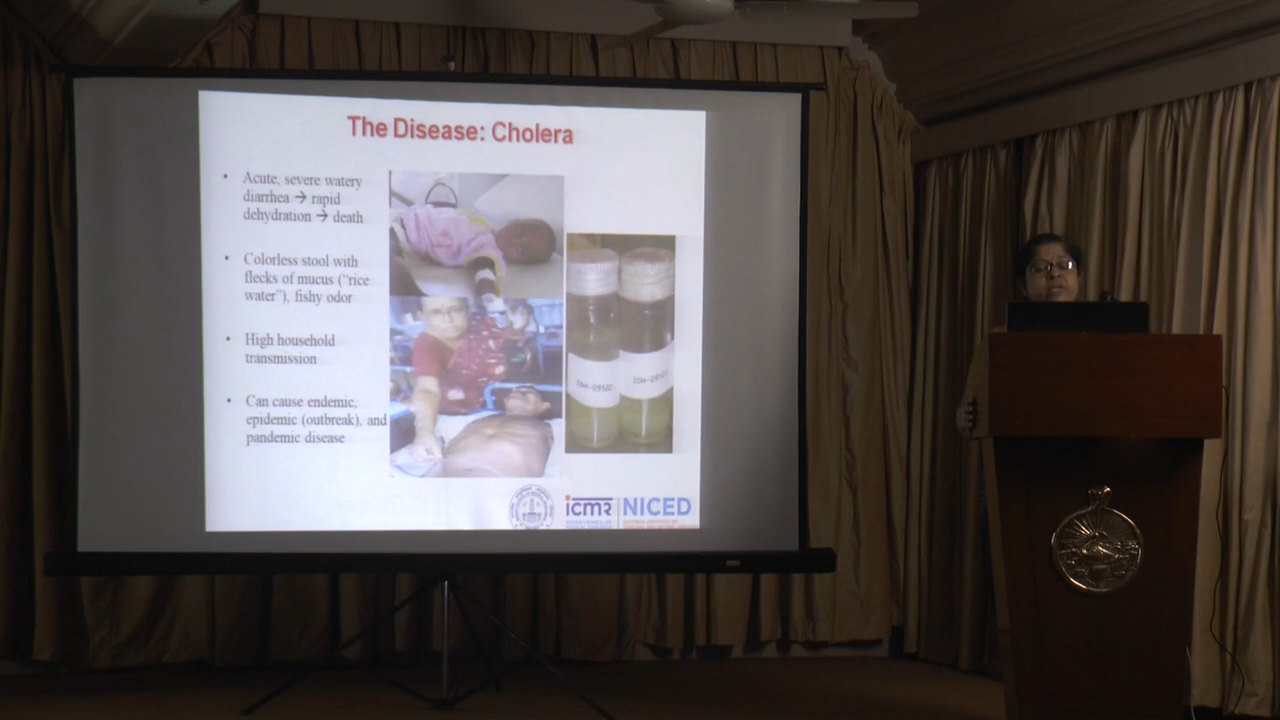 The Disease: Cholera
• Acute, severe watery
diarrhea → rapid
dehydration → death
• Colorless stool with
flecks of mucus ("rice
water"), fishy odor
• High household
transmission
• Can cause endemic,
epidemic (outbreak), and
pandemic disease
icmr
NICED